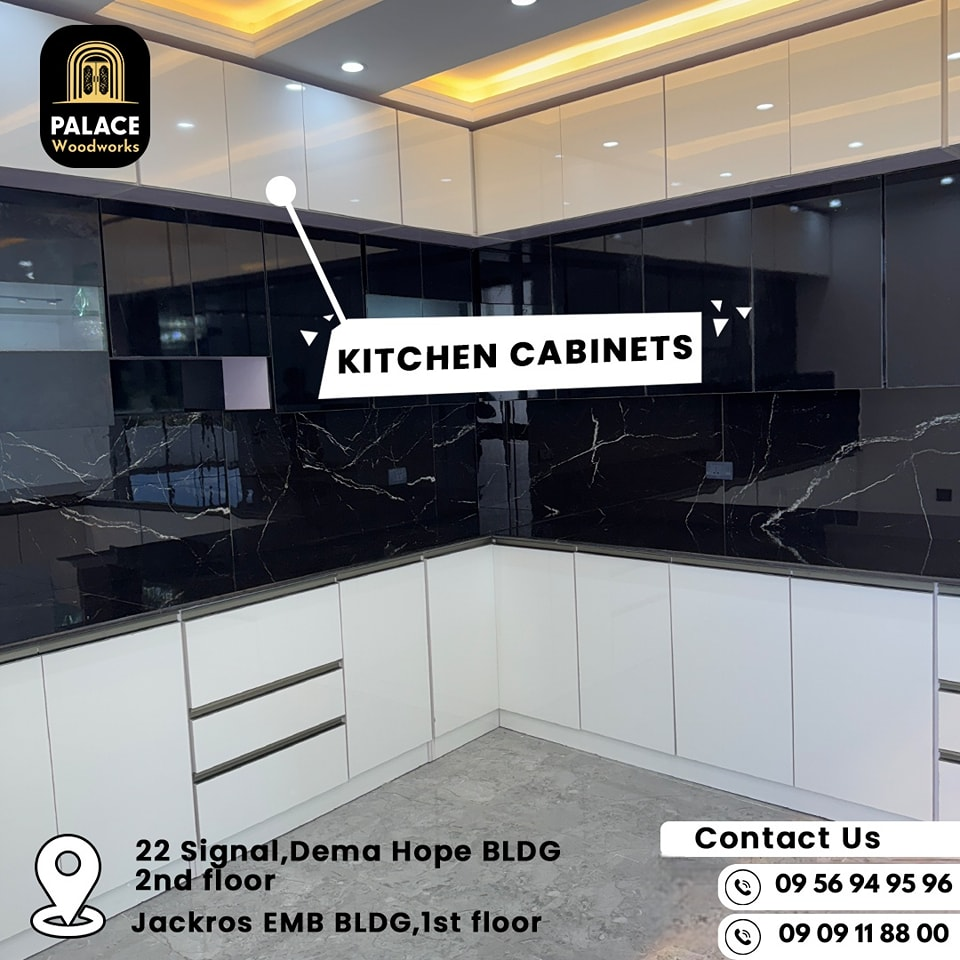 PALACE
Woodworks
KITCHEN CABINETS
22 Signal,Dema Hope BLDG
2nd floor
Jackros EMB BLDG,1st floor
Contact Us
09 56 94 95 96
09 09 11 88 00